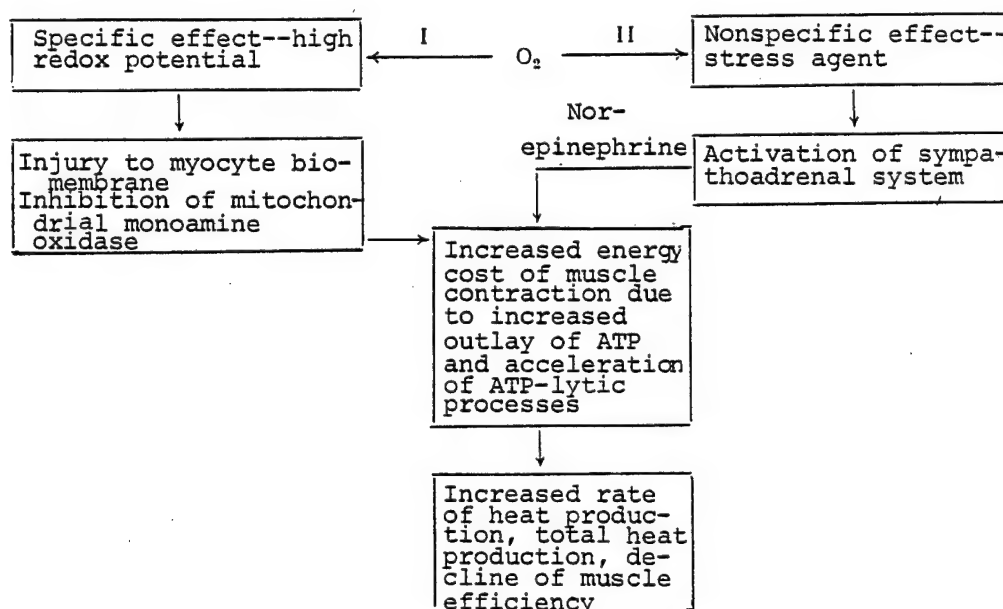 Specific effect--high
redox potential
I
O₂
II
Nonspecific effect--
stress agent
Injury to myocyte bio-
membrane
Inhibition of mitochon-
drial monoamine
oxidase
Nor-
epinephrine
Activation of sympa-
thoadrenal system
Increased energy
cost of muscle
contraction due
to increased
outlay of ATP
and acceleration
of ATP-lytic
processes
Increased rate
of heat produc-
tion, total heat
production, de-
cline of muscle
efficiency